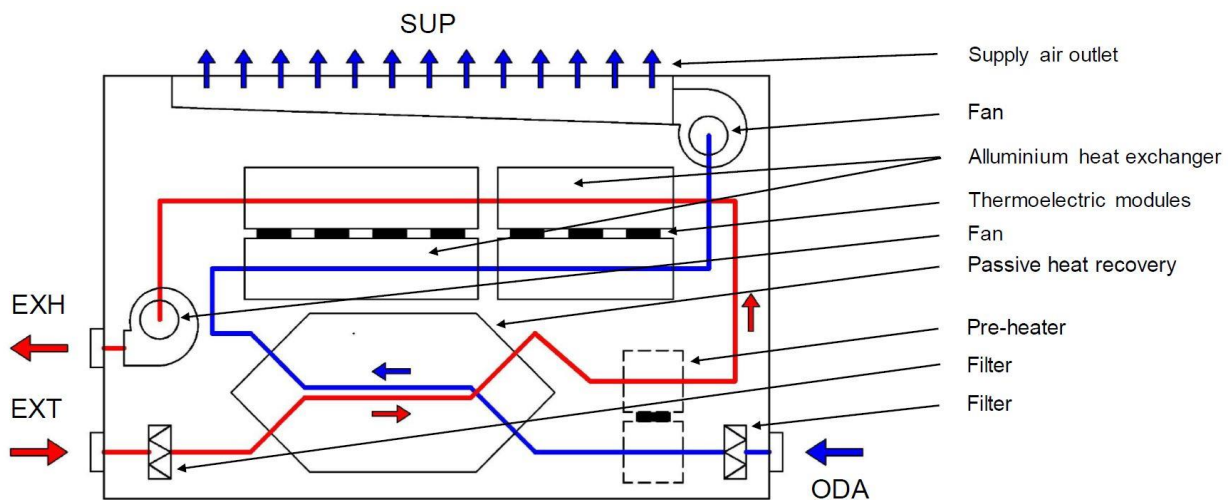 SUP
Supply air outlet
Fan
Alluminium heat exchanger
Thermoelectric modules
Fan
Passive heat recovery
EXH
Pre-heater
Filter
EXT
Filter
ODA